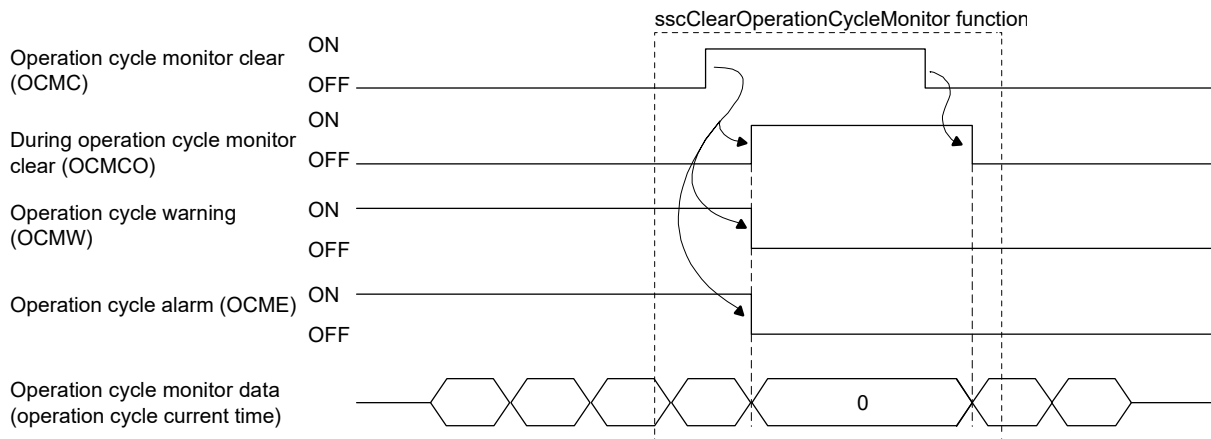 sscClearOperationCycleMonitor function
Operation cycle monitor clear
(OCMC)
ON
OFF
During operation cycle monitor
clear (OCMCO)
ON
OFF
Operation cycle warning
(OCMW)
ON
OFF
Operation cycle alarm (OCME)
ON
OFF
Operation cycle monitor data
(operation cycle current time)
0